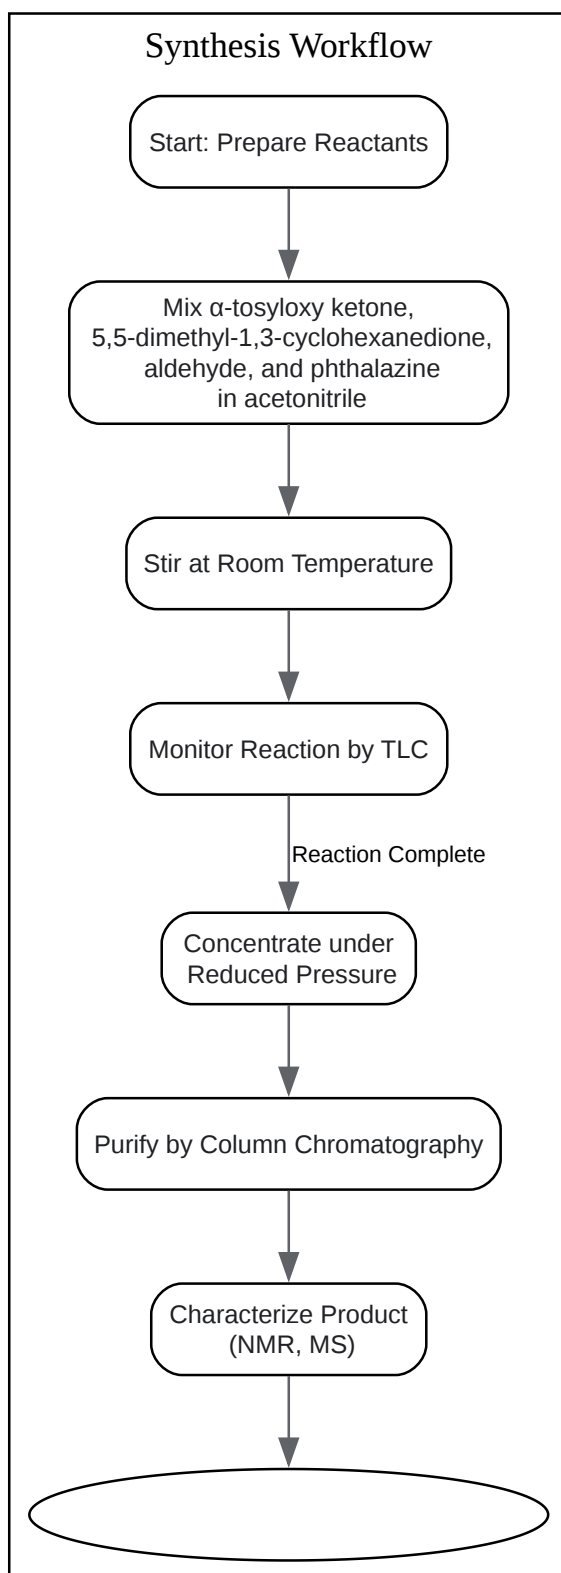 Synthesis Workflow
Start: Prepare Reactants
Mix α-tosyloxy ketone,
5,5-dimethyl-1,3-cyclohexanedione,
aldehyde, and phthalazine
in acetonitrile
Stir at Room Temperature
Monitor Reaction by TLC
Reaction Complete
Concentrate under
Reduced Pressure
Purify by Column Chromatography
Characterize Product
(NMR, MS)